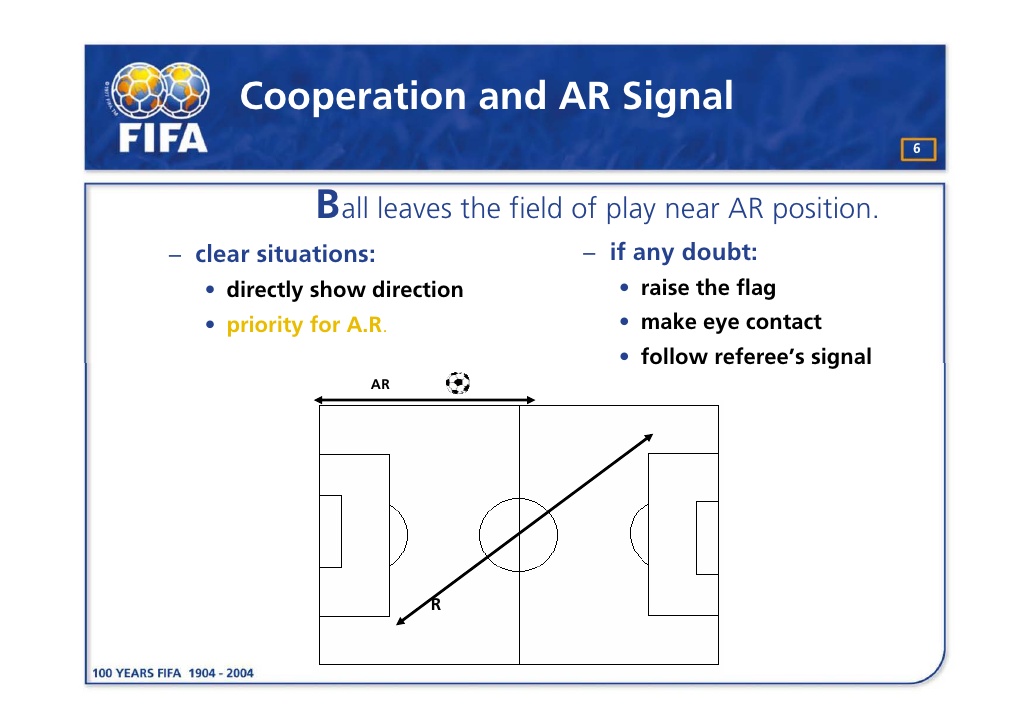 Cooperation and AR Signal
FIFA
6
Ball leaves the field of play near AR position.
– clear situations:
• directly show direction
• priority for A.R.
– if any doubt:
• raise the flag
• make eye contact
• follow referee's signal
AR
R
100 YEARS FIFA 1904 - 2004